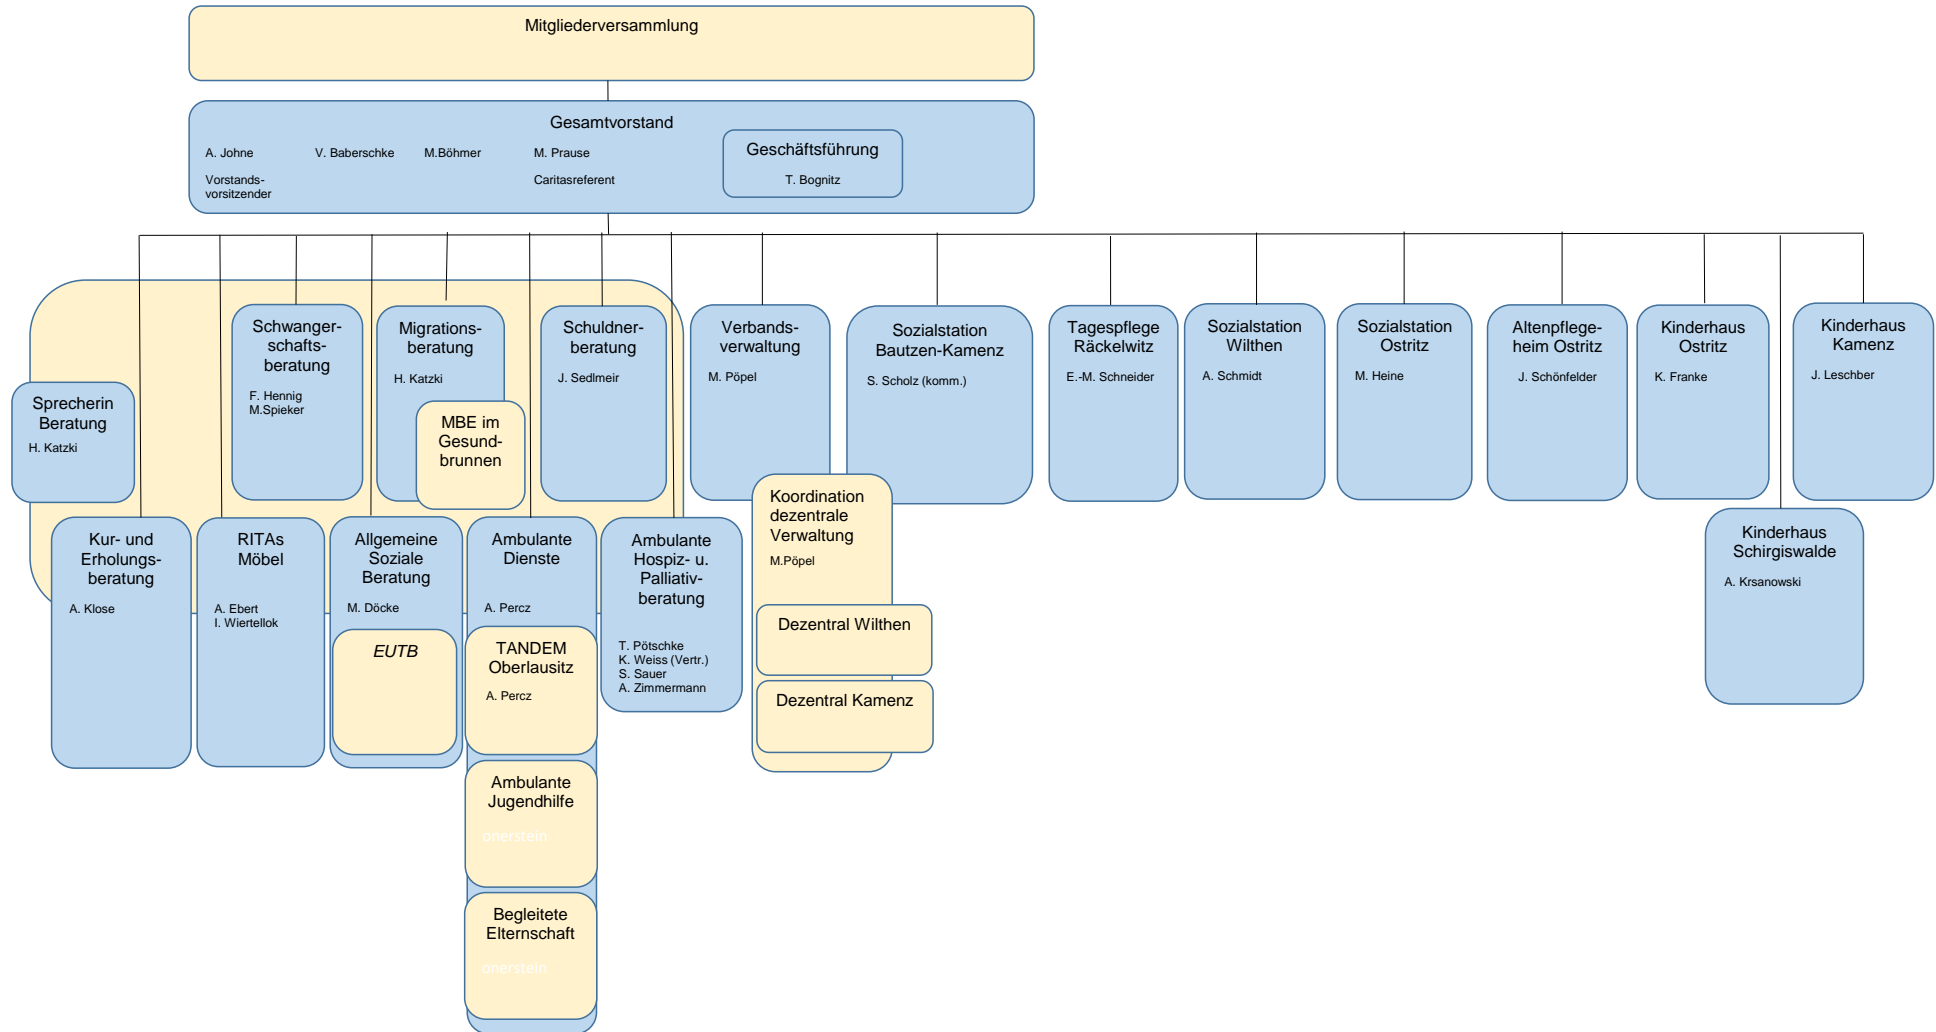 Mitgliederversammlung
Gesamtvorstand
A. Johne
Vorstands-
vorsitzender
V. Baberschke
M.Böhmer
M. Prause
Caritasreferent
Geschäftsführung
T. Bognitz
Sprecherin
Beratung
H. Katzki
Schwanger-
schafts-
beratung
F. Hennig
M.Spieker
Migrations-
beratung
H. Katzki
MBE im
Gesund-
brunnen
Schuldner-
beratung
J. Sedlmeir
Verbands-
verwaltung
M. Pöpel
Sozialstation
Bautzen-Kamenz
S. Scholz (komm.)
Tagespflege
Räckelwitz
E.-M. Schneider
Sozialstation
Wilthen
A. Schmidt
Sozialstation
Ostritz
M. Heine
Altenpflege-
heim Ostritz
J. Schönfelder
Kinderhaus
Ostritz
K. Franke
Kinderhaus
Kamenz
J. Leschber
Kur- und
Erholungs-
beratung
A. Klose
RITAs
Möbel
A. Ebert
I. Wiertellok
Allgemeine
Soziale
Beratung
M. Döcke
EUTB
Ambulante
Dienste
A. Percz
TANDEM
Oberlausitz
A. Percz
Ambulante
Jugendhilfe
onerstein
Begleitete
Elternschaft
onerstein
Ambulante
Hospiz- u.
Palliativ-
beratung
T. Pötschke
K. Weiss (Vertr.)
S. Sauer
A. Zimmermann
Koordination
dezentrale
Verwaltung
M.Pöpel
Dezentral Wilthen
Dezentral Kamenz
Kinderhaus
Schirgiswalde
A. Krsanowski